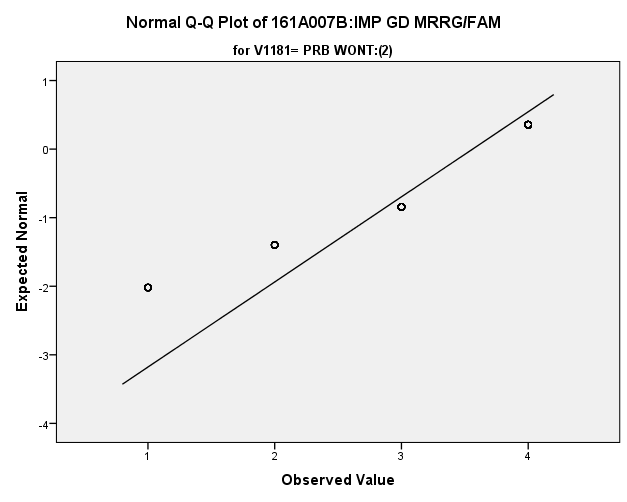 Normal Q-Q Plot of 161A007B:IMP GD MRRG/FAM
for V1181= PRB WONT:(2)
1
0
-1
-2
-3
-4
Expected Normal
1 2 3 4
Observed Value